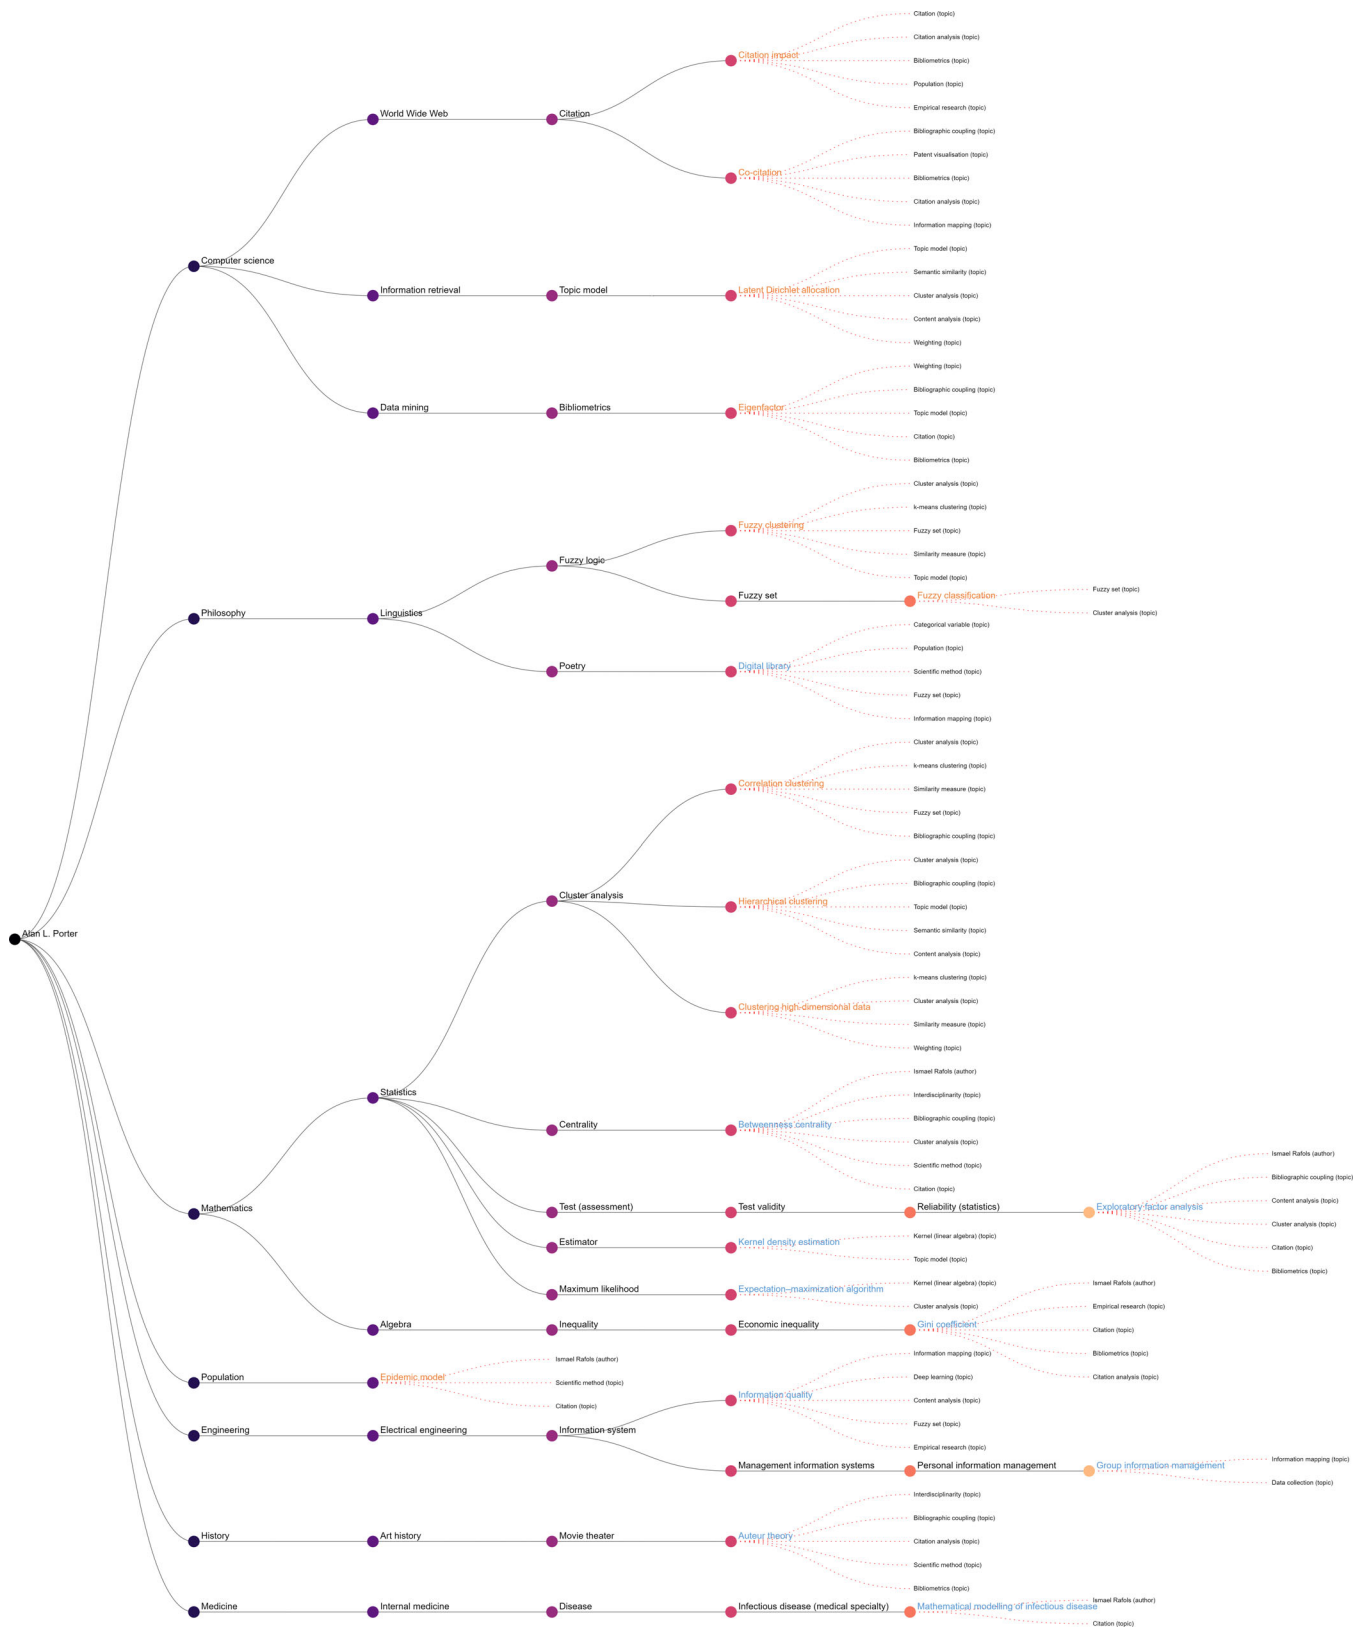 Citation (topic)
Citation analysis (topic)
Citation impact
Bibliometrics (topic)
Population (topic)
Empirical research (topic)
World Wide Web
Citation
Bibliographic coupling (topic)
Patent visualisation (topic)
Co-citation
Bibliometrics (topic)
Citation analysis (topic)
Information mapping (topic)
Topic model (topic)
Computer science
Semantic similarity (topic)
Information retrieval
Topic model
Latent Dirichlet allocation
Cluster analysis (topic)
Content analysis (topic)
Weighting (topic)
Weighting (topic)
Bibliographic coupling (topic)
Data mining
Bibliometrics
Eigenfactor
Topic model (topic)
Citation (topic)
Bibliometrics (topic)
Cluster analysis (topic)
k-means clustering (topic)
Fuzzy clustering
Fuzzy set (topic)
Similarity measure (topic)
Fuzzy logic
Topic model (topic)
Fuzzy set (topic)
Fuzzy set
Fuzzy classification
Philosophy
Linguistics
Cluster analysis (topic)
Categorical variable (topic)
Population (topic)
Poetry
Digital library
Scientific method (topic)
Fuzzy set (topic)
Information mapping (topic)
Cluster analysis (topic)
k-means clustering (topic)
Correlation clustering
Similarity measure (topic)
Fuzzy set (topic)
Bibliographic coupling (topic)
Cluster analysis (topic)
Bibliographic coupling (topic)
Cluster analysis
Hierarchical clustering
Topic model (topic)
Semantic similarity (topic)
Alan L. Porter
Content analysis (topic)
k-means clustering (topic)
Cluster analysis (topic)
Clustering high-dimensional data
Similarity measure (topic)
Weighting (topic)
Ismael Rafols (author)
Statistics
Interdisciplinarity (topic)
Bibliographic coupling (topic)
Centrality
Betweenness centrality
Cluster analysis (topic)
Ismael Rafols (author)
Scientific method (topic)
Bibliographic coupling (topic)
Citation (topic)
Content analysis (topic)
Mathematics
Test (assessment)
Test validity
Reliability (statistics)
Exploratory factor analysis
Cluster analysis (topic)
Kernel (linear algebra) (topic)
Estimator
Kernel density estimation
Citation (topic)
Topic model (topic)
Bibliometrics (topic)
Kernel (linear algebra) (topic)
Ismael Rafols (author)
Maximum likelihood
Expectation–maximization algorithm
Cluster analysis (topic)
Empirical research (topic)
Algebra
Inequality
Economic inequality
Gini coefficient
Citation (topic)
Information mapping (topic)
Bibliometrics (topic)
Ismael Rafols (author)
Deep learning (topic)
Citation analysis (topic)
Population
Epidemic model
Scientific method (topic)
Information quality
Content analysis (topic)
Citation (topic)
Fuzzy set (topic)
Engineering
Electrical engineering
Information system
Empirical research (topic)
Information mapping (topic)
Management information systems
Personal information management
Group information management
Data collection (topic)
Interdisciplinarity (topic)
Bibliographic coupling (topic)
History
Art history
Movie theater
Auteur theory
Citation analysis (topic)
Scientific method (topic)
Bibliometrics (topic)
Ismael Rafols (author)
Medicine
Internal medicine
Disease
Infectious disease (medical specialty)
Mathematical modelling of infectious disease
Citation (topic)